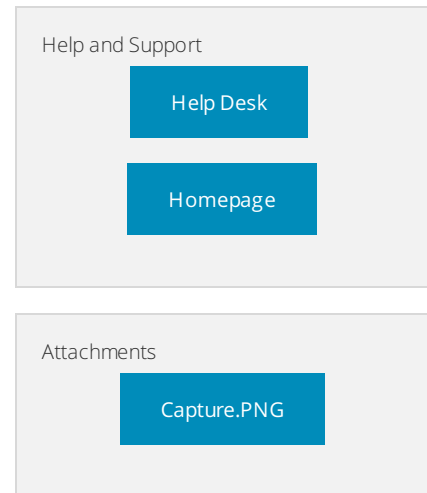 Help and Support
Help Desk
Homepage
Attachments
Capture.PNG